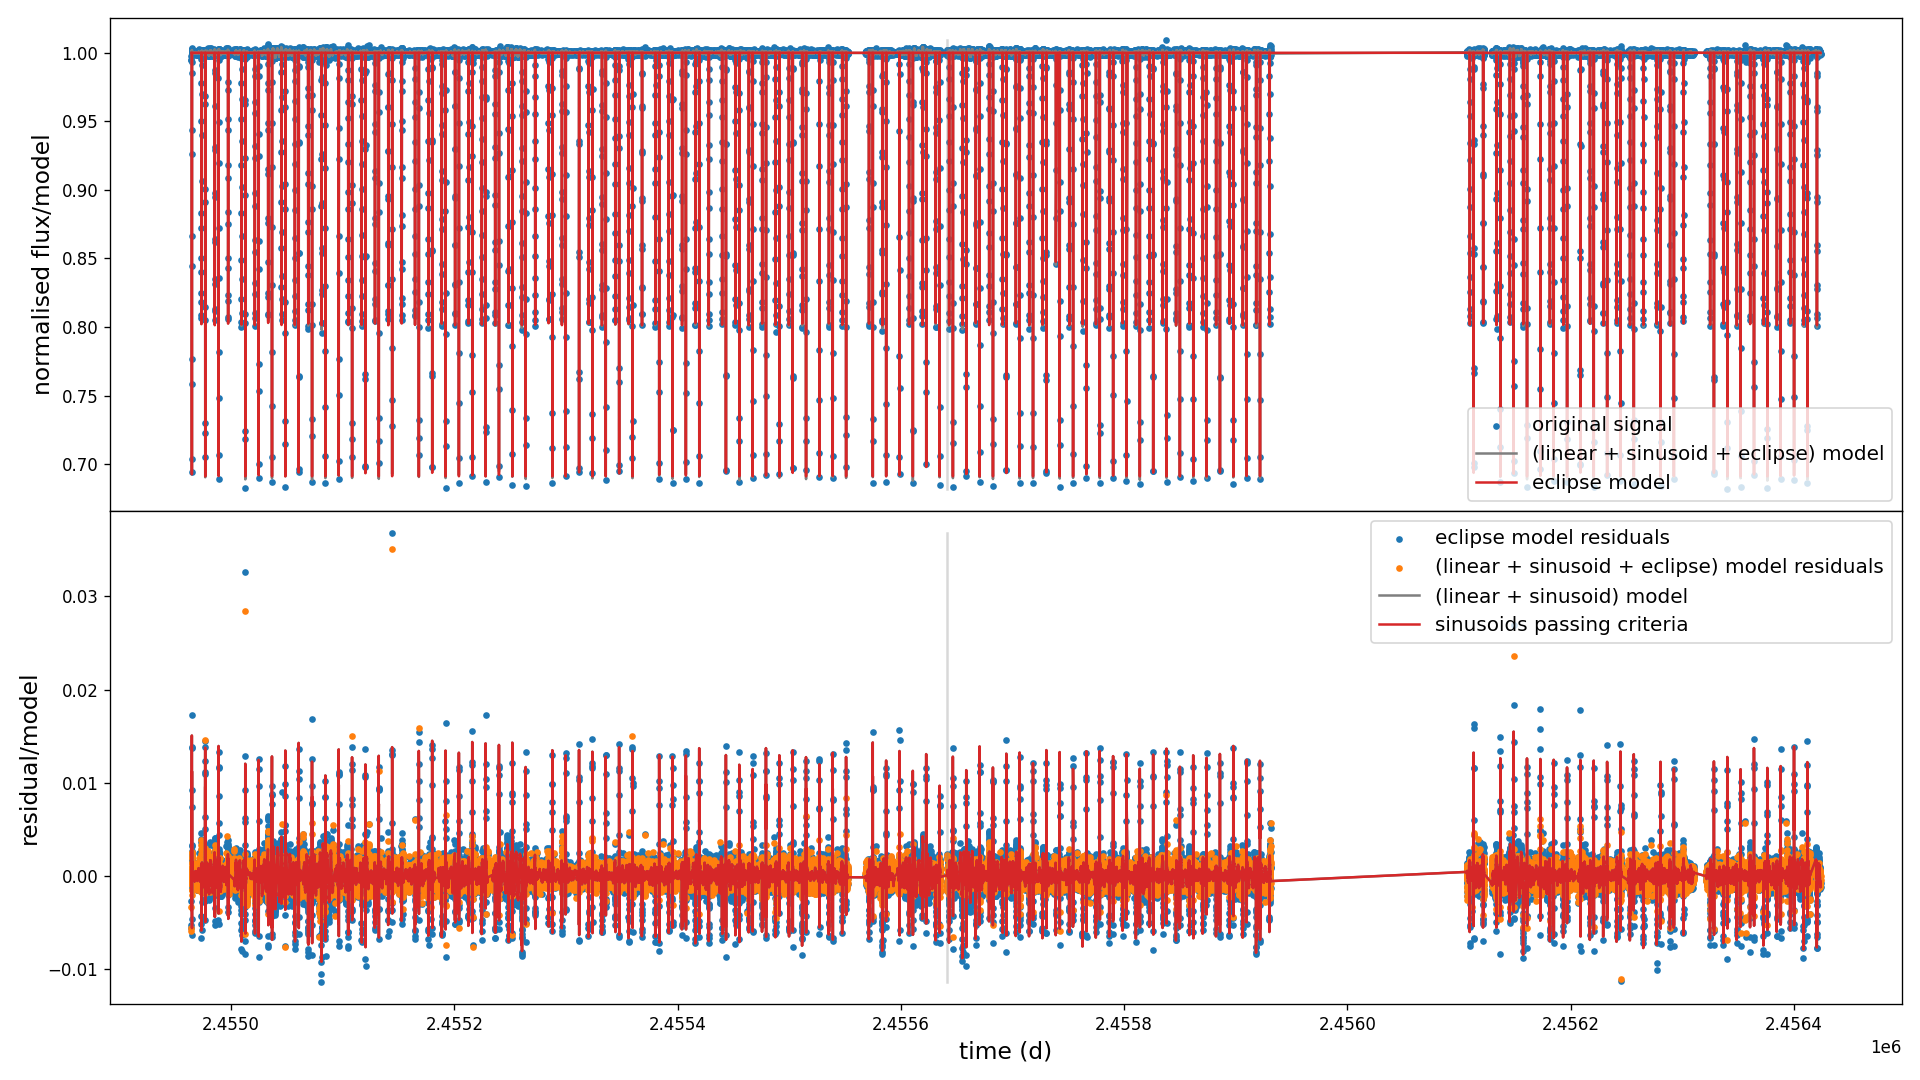 1.00
0.95
0.90
0.85
0.80
0.75
0.70
normalised flux/model
original signal
(linear + sinusoid + eclipse) model
eclipse model
0.03
0.02
0.01
0.00
−0.01
residual/model
eclipse model residuals
(linear + sinusoid + eclipse) model residuals
(linear + sinusoid) model
sinusoids passing criteria
2.4550 2.4552 2.4554 2.4556 2.4558 2.4560 2.4562 2.4564
1e6
time (d)